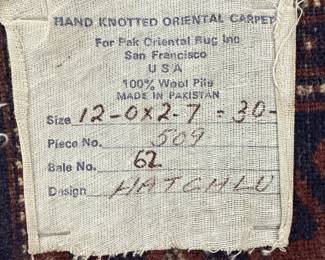 HAND KNOTTED ORIENTAL CARPET
For Pak Oriental Rug Inc
San Francisco
U S A
100% Wool Pile
MADE IN PAKISTAN
Size 12-0x2-7 = 30-
Piece No. 509
Bale No. 62
Design HATCHLU